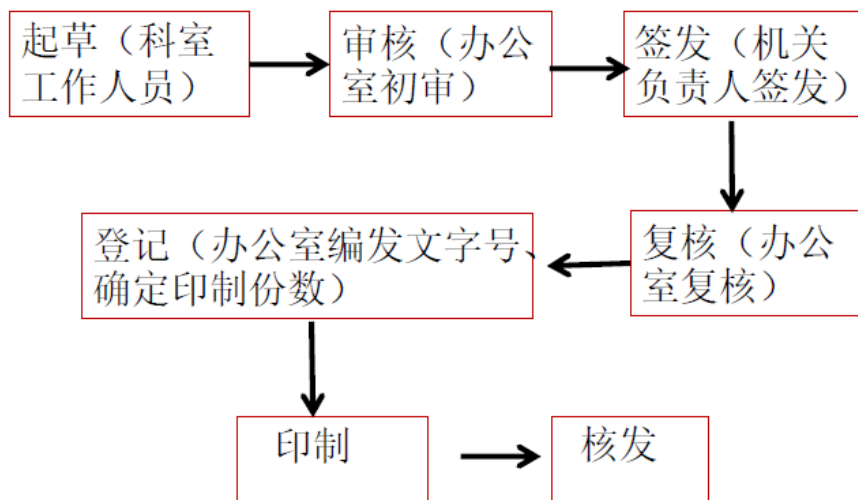 起草（科室
工作人员）
审核（办公
室初审）
签发（机关
负责人签发）
复核（办公
室复核）
登记（办公室编发文字号、
确定印制份数）
印制
核发